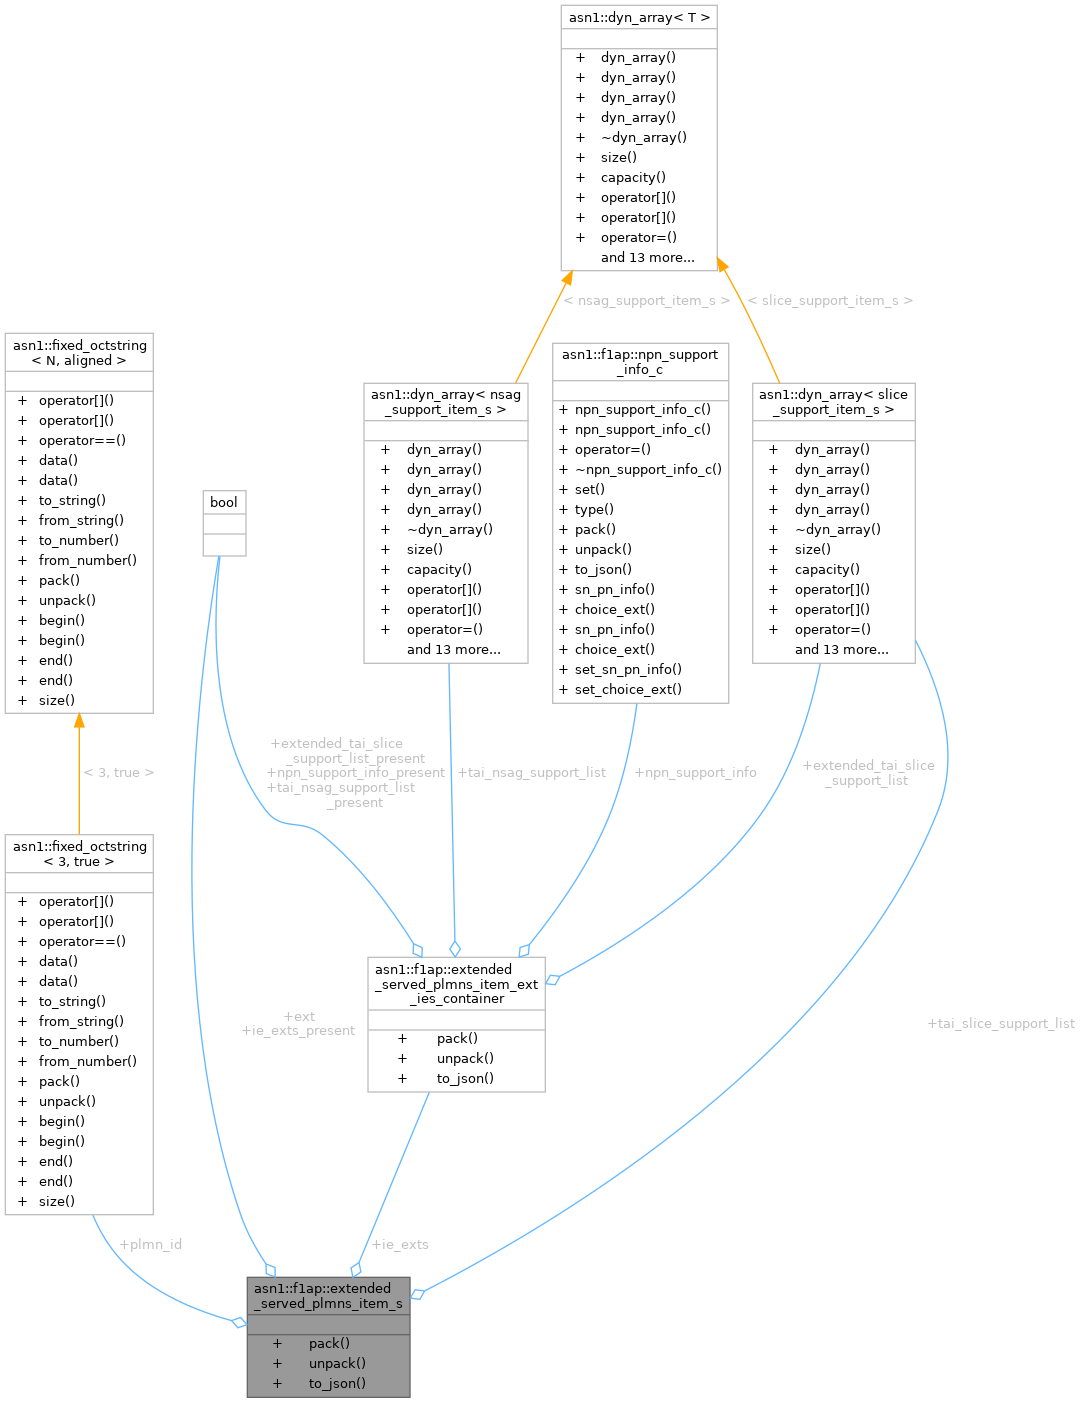 asn1::dyn_array< T >
+ dyn_array()
+ dyn_array()
+ dyn_array()
+ dyn_array()
+ ~dyn_array()
+ size()
+ capacity()
+ operator[]()
+ operator[]()
+ operator=()
and 13 more...
< nsag_support_item_s >
< slice_support_item_s >
asn1::fixed_octstring
< N, aligned >
+ operator[]()
+ operator[]()
+ operator==()
+ data()
+ data()
+ to_string()
+ from_string()
+ to_number()
+ from_number()
+ pack()
+ unpack()
+ begin()
+ begin()
+ end()
+ end()
+ size()
bool
asn1::dyn_array< nsag
_support_item_s >
+ dyn_array()
+ dyn_array()
+ dyn_array()
+ dyn_array()
+ ~dyn_array()
+ size()
+ capacity()
+ operator[]()
+ operator[]()
+ operator=()
and 13 more...
asn1::f1ap::npn_support
_info_c
+ npn_support_info_c()
+ npn_support_info_c()
+ operator=()
+ ~npn_support_info_c()
+ set()
+ type()
+ pack()
+ unpack()
+ to_json()
+ sn_pn_info()
+ choice_ext()
+ sn_pn_info()
+ choice_ext()
+ set_sn_pn_info()
+ set_choice_ext()
asn1::dyn_array< slice
_support_item_s >
+ dyn_array()
+ dyn_array()
+ dyn_array()
+ dyn_array()
+ ~dyn_array()
+ size()
+ capacity()
+ operator[]()
+ operator[]()
+ operator=()
and 13 more...
< 3, true >
+extended_tai_slice
_support_list_present
+npn_support_info_present
+tai_nsag_support_list
_present
+tai_nsag_support_list
+npn_support_info
+extended_tai_slice
_support_list
asn1::fixed_octstring
< 3, true >
+ operator[]()
+ operator[]()
+ operator==()
+ data()
+ data()
+ to_string()
+ from_string()
+ to_number()
+ from_number()
+ pack()
+ unpack()
+ begin()
+ begin()
+ end()
+ end()
+ size()
asn1::f1ap::extended
_served_plmns_item_ext
_ies_container
+ pack()
+ unpack()
+ to_json()
+ext
+ie_exts_present
+tai_slice_support_list
+plmn_id
+ie_exts
asn1::f1ap::extended
_served_plmns_item_s
+ pack()
+ unpack()
+ to_json()